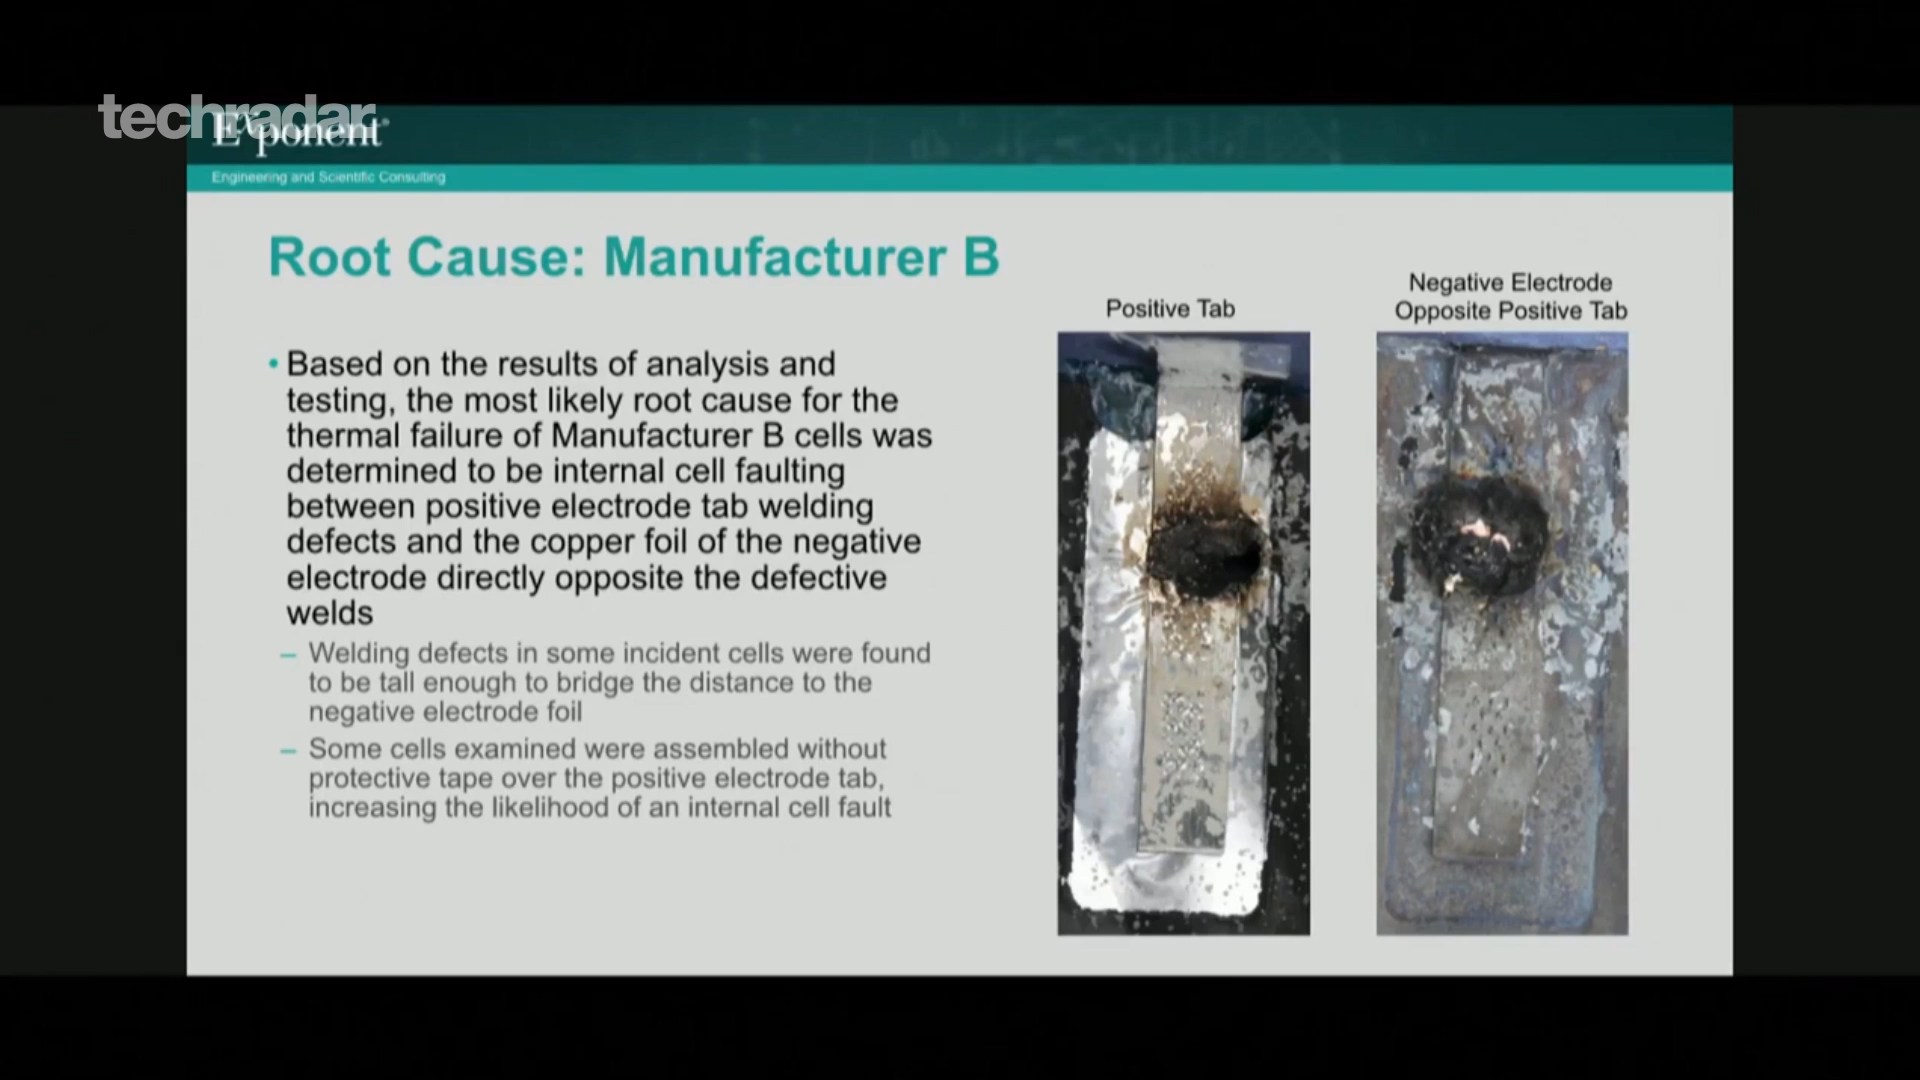 techradar.
Exponent®
Engineering and Scientific Consulting
Root Cause: Manufacturer B
Positive Tab
Negative Electrode
Opposite Positive Tab
• Based on the results of analysis and
testing, the most likely root cause for the
thermal failure of Manufacturer B cells was
determined to be internal cell faulting
between positive electrode tab welding
defects and the copper foil of the negative
electrode directly opposite the defective
welds
– Welding defects in some incident cells were found
to be tall enough to bridge the distance to the
negative electrode foil
– Some cells examined were assembled without
protective tape over the positive electrode tab,
increasing the likelihood of an internal cell fault